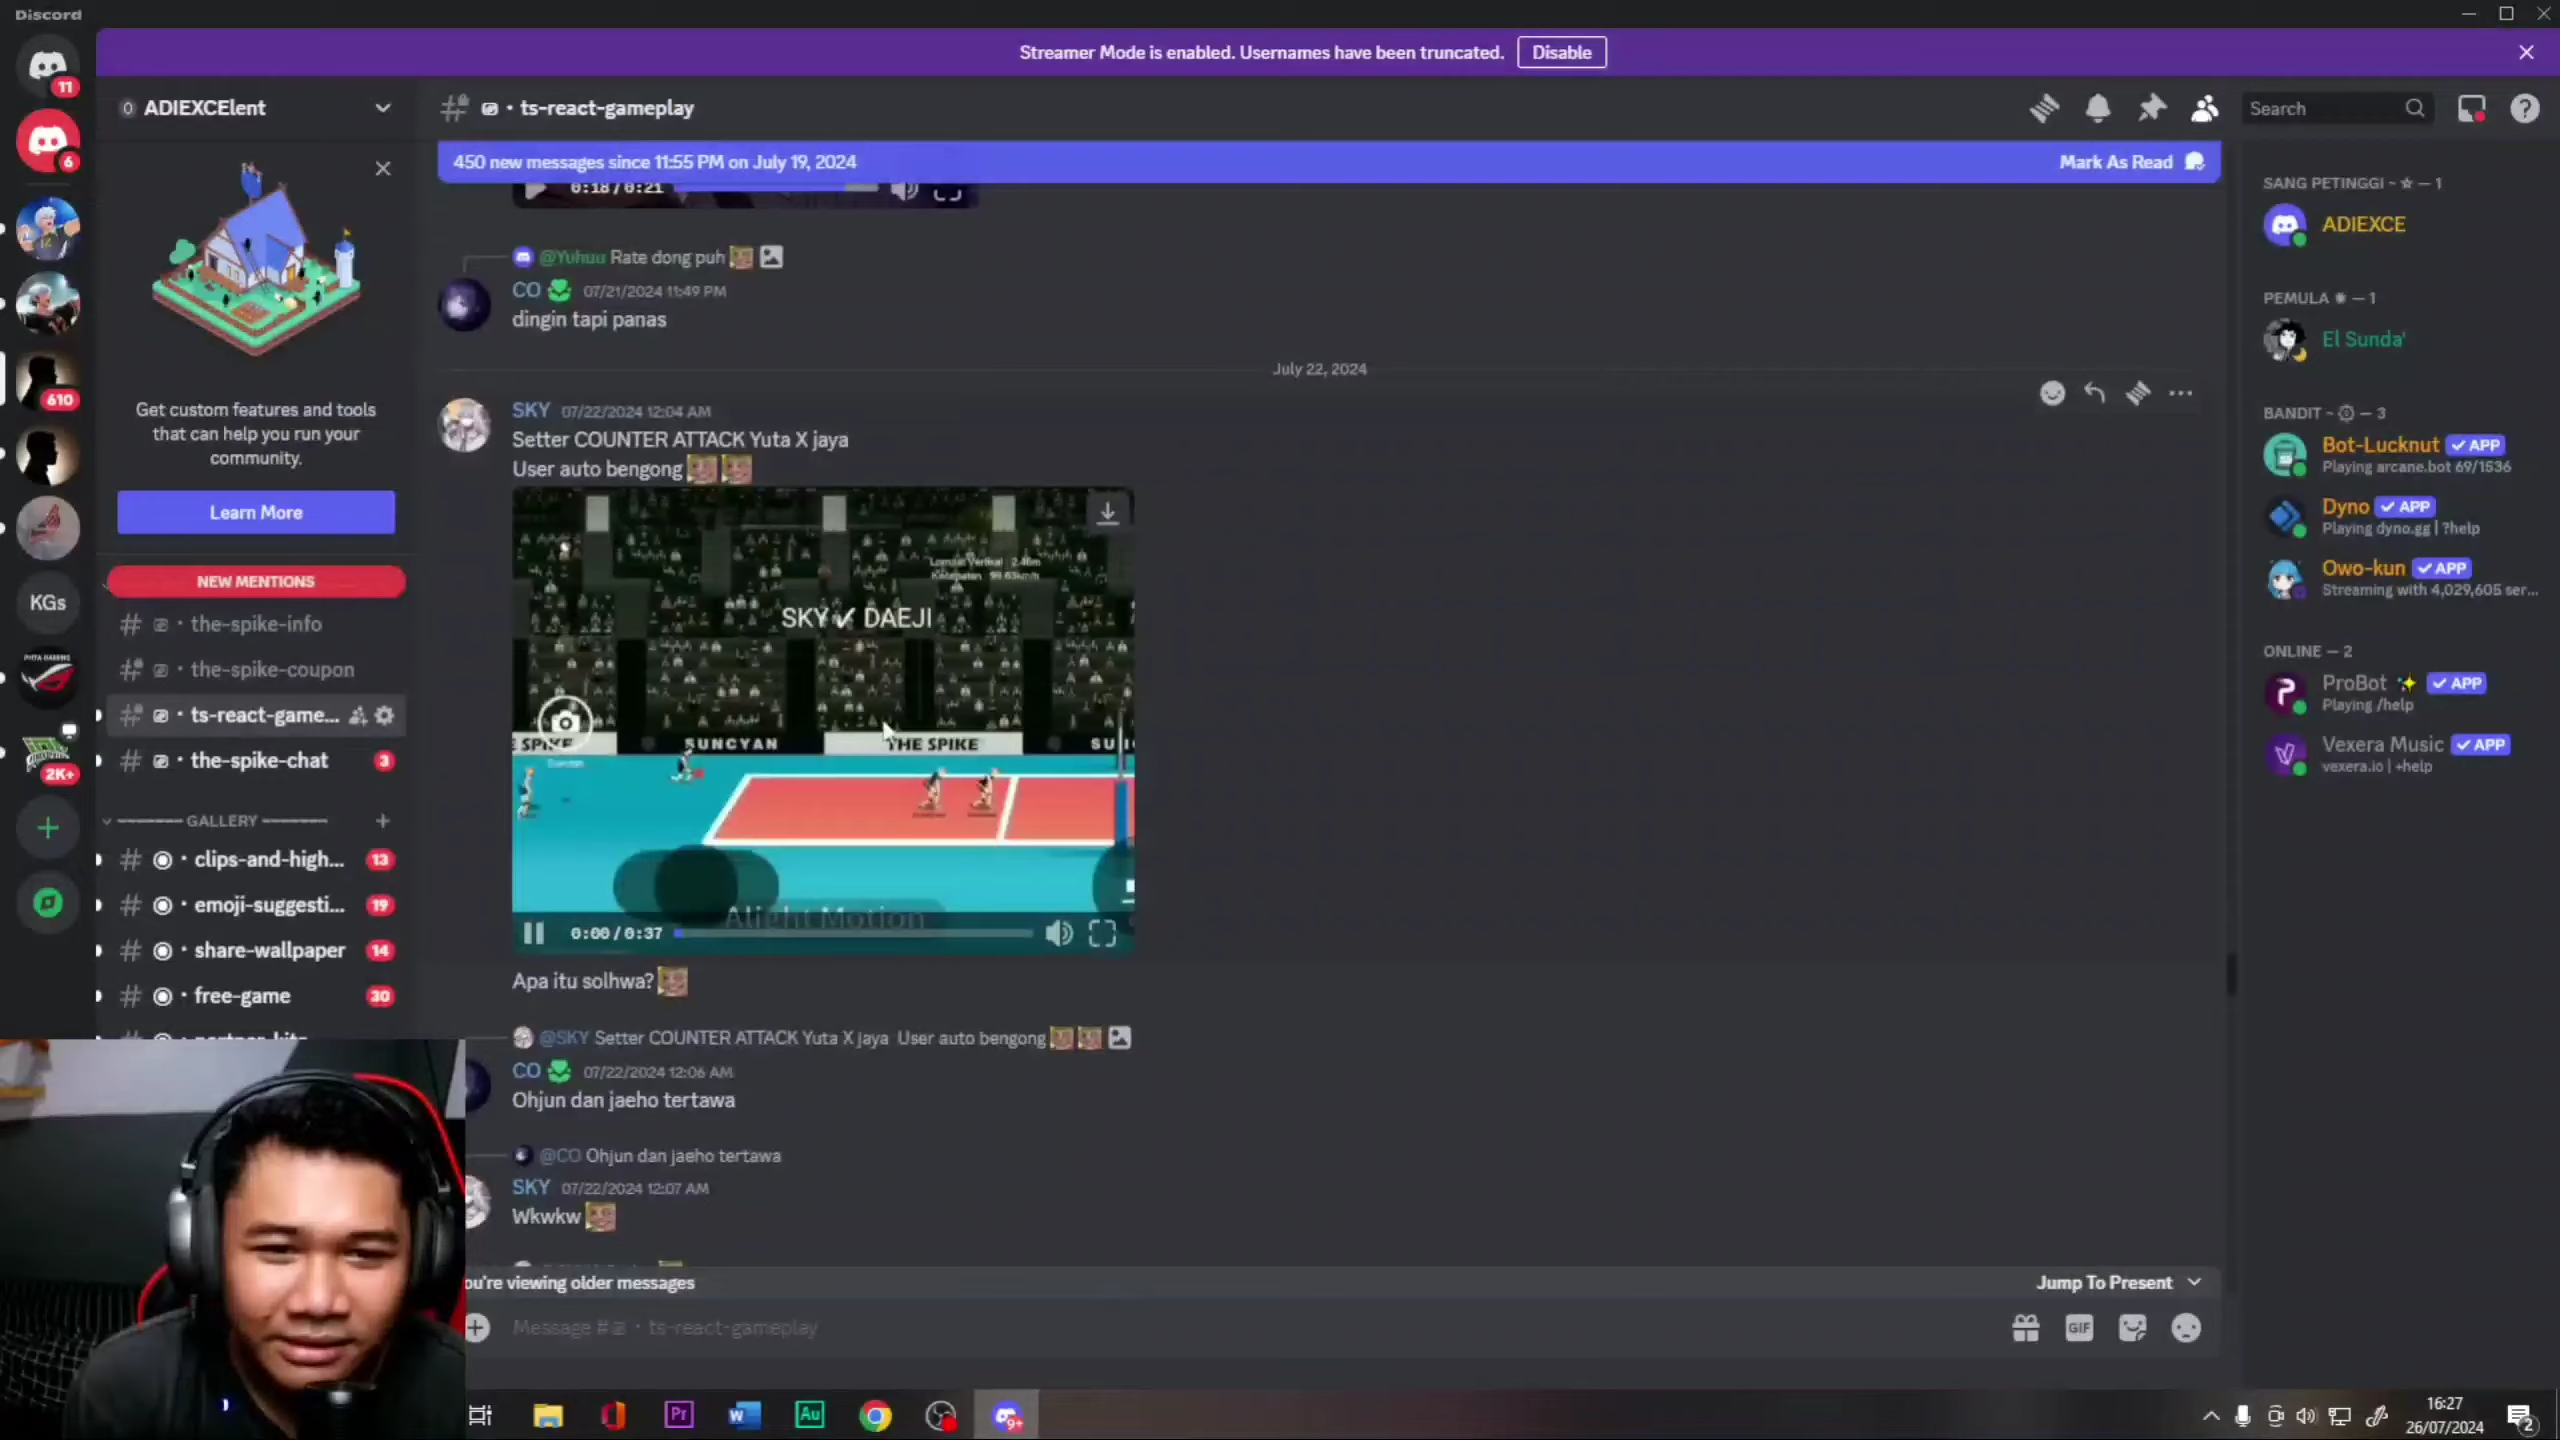 Discord
Streamer Mode is enabled. Usernames have been truncated.
Disable
11
6
610
KGs
2K+
ADIEXCElent
ts-react-gameplay
Search
450 new messages since 11:55 PM on July 19, 2024
Mark As Read
0:18 / 0:21
@Yuhuu Rate dong puh
CO 07/21/2024 11:49 PM
dingin tapi panas
July 22, 2024
SKY 07/22/2024 12:04 AM
Setter COUNTER ATTACK Yuta X jaya
User auto bengong
SKY ✓ DAEJI
SUNCYAN
THE SPIKE
Alight Motion
0:00 / 0:37
Apa itu solhwa?
@SKY Setter COUNTER ATTACK Yuta X jaya User auto bengong
CO 07/22/2024 12:06 AM
Ohjun dan jaeho tertawa
@CO Ohjun dan jaeho tertawa
SKY 07/22/2024 12:07 AM
Wkwkw
ou're viewing older messages
Jump To Present
Message # · ts-react-gameplay
GIF
Get custom features and tools
that can help you run your
community.
Learn More
NEW MENTIONS
the-spike-info
the-spike-coupon
ts-react-game...
the-spike-chat 3
GALLERY
clips-and-high... 13
emoji-suggesti... 19
share-wallpaper 14
free-game 30
SANG PETINGGI ~ ☆ — 1
ADIEXCE
PEMULA — 1
El Sunda'
BANDIT ~ — 3
Bot-Lucknut ✓ APP
Playing arcane.bot 69/1536
Dyno ✓ APP
Playing dyno.gg | ?help
Owo-kun ✓ APP
Streaming with 4,029,605 ser...
ONLINE — 2
ProBot ✓ APP
Playing /help
Vexera Music ✓ APP
vexera.io | +help
Pr
Au
9+
16:27
26/07/2024
2